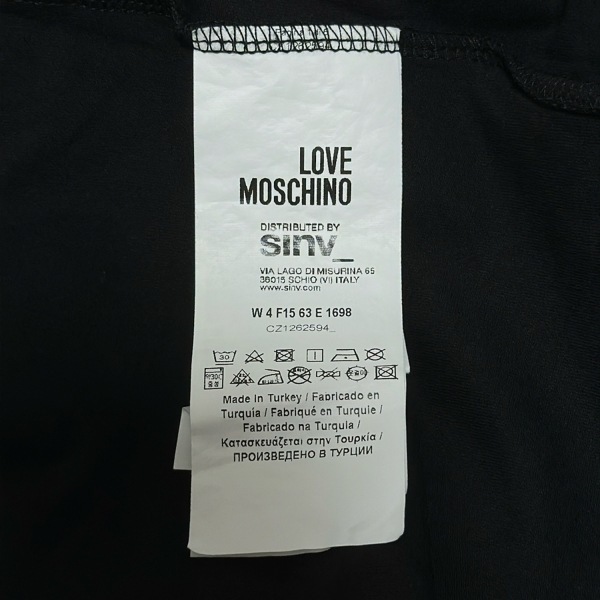 LOVE
MOSCHINO
DISTRIBUTED BY
sinv_
VIA LAGO DI MISURINA 65
36015 SCHIO (VI) ITALY
www.sinv.com
W 4 F15 63 E 1698
CZ1262594_
30
Made in Turkey / Fabricado en
Turquía / Fabriqué en Turquie /
Fabricado na Turquia /
Κατασκευάζεται στην Τουρκία /
ПРОИЗВЕДЕНО В ТУРЦИИ